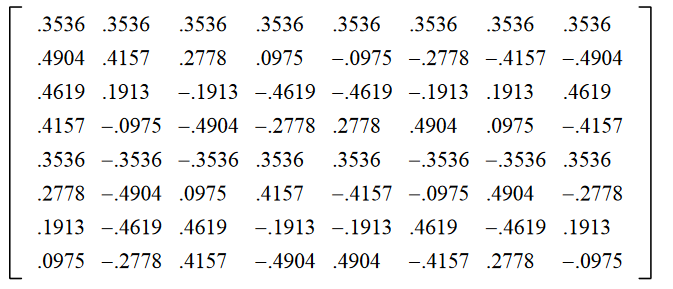 .3536 .3536 .3536 .3536 .3536 .3536 .3536 .3536
.4904 .4157 .2778 .0975 –.0975 –.2778 –.4157 –.4904
.4619 .1913 –.1913 –.4619 –.4619 –.1913 .1913 .4619
.4157 –.0975 –.4904 –.2778 .2778 .4904 .0975 –.4157
.3536 –.3536 –.3536 .3536 .3536 –.3536 –.3536 .3536
.2778 –.4904 .0975 .4157 –.4157 –.0975 .4904 –.2778
.1913 –.4619 .4619 –.1913 –.1913 .4619 –.4619 .1913
.0975 –.2778 .4157 –.4904 .4904 –.4157 .2778 –.0975